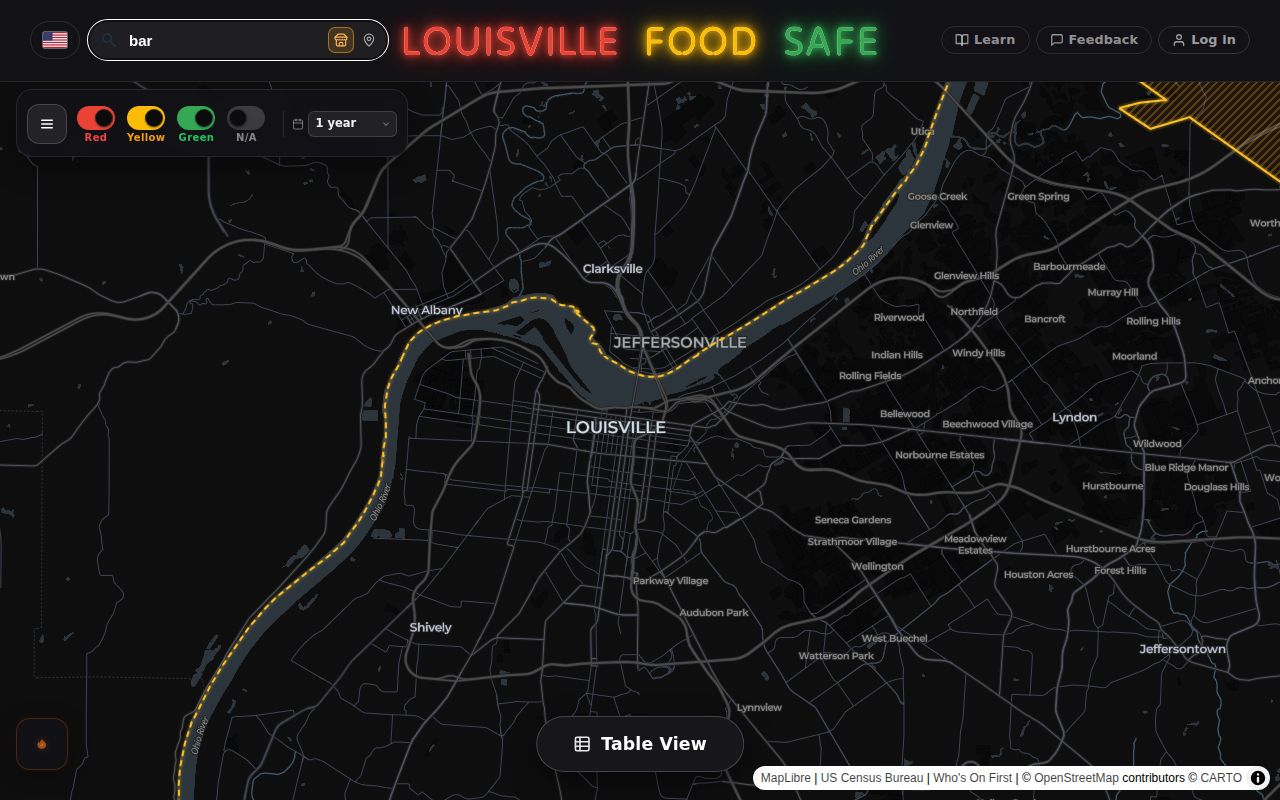 bar
LOUISVILLE FOOD SAFE
Learn
Feedback
Log In
Red
Yellow
Green
N/A
1 year
Utica
Goose Creek
Green Spring
Glenview
Ohio River
Clarksville
Glenview Hills
Barbourmeade
Murray Hill
New Albany
Riverwood
Northfield
Bancroft
Rolling Hills
JEFFERSONVILLE
Indian Hills
Windy Hills
Moorland
Rolling Fields
Bellewood
Beechwood Village
Lyndon
LOUISVILLE
Wildwood
Norbourne Estates
Blue Ridge Manor
Hurstbourne
Douglass Hills
Ohio River
Seneca Gardens
Strathmoor Village
Meadowview
Estates
Hurstbourne Acres
Wellington
Houston Acres
Forest Hills
Parkway Village
Audubon Park
Shively
West Buechel
Watterson Park
Jeffersontown
Lynnview
Ohio River
Table View
MapLibre | US Census Bureau | Who's On First | © OpenStreetMap contributors © CARTO